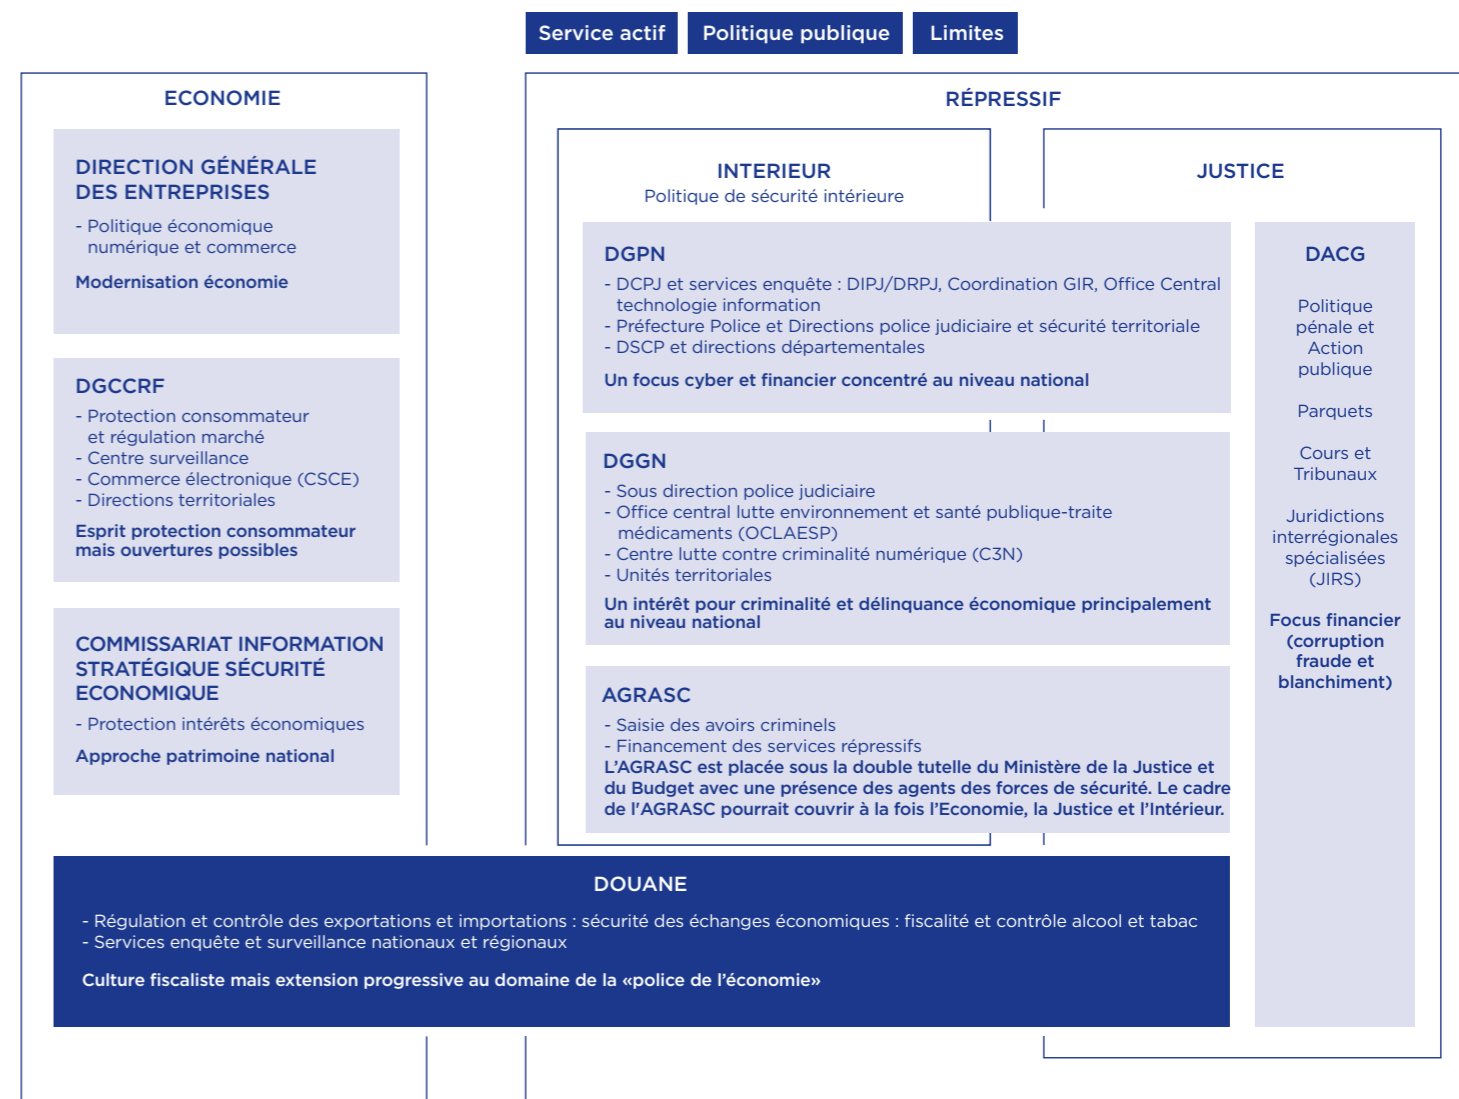 Service actif
Politique publique
Limites
ECONOMIE
DIRECTION GÉNÉRALE
DES ENTREPRISES
- Politique économique
numérique et commerce
Modernisation économie
DGCCRF
- Protection consommateur
et régulation marché
- Centre surveillance
- Commerce électronique (CSCE)
- Directions territoriales
Esprit protection consommateur
mais ouvertures possibles
COMMISSARIAT INFORMATION
STRATÉGIQUE SÉCURITÉ
ECONOMIQUE
- Protection intérêts économiques
Approche patrimoine national
RÉPRESSIF
INTERIEUR
Politique de sécurité intérieure
DGPN
- DCPJ et services enquête : DIPJ/DRPJ, Coordination GIR, Office Central
technologie information
- Préfecture Police et Directions police judiciaire et sécurité territoriale
- DSCP et directions départementales
Un focus cyber et financier concentré au niveau national
DGGN
- Sous direction police judiciaire
- Office central lutte environnement et santé publique-traite
médicaments (OCLAESP)
- Centre lutte contre criminalité numérique (C3N)
- Unités territoriales
Un intérêt pour criminalité et délinquance économique principalement
au niveau national
AGRASC
- Saisie des avoirs criminels
- Financement des services répressifs
L’AGRASC est placée sous la double tutelle du Ministère de la Justice et
du Budget avec une présence des agents des forces de sécurité. Le cadre
de l'AGRASC pourrait couvrir à la fois l’Economie, la Justice et l’Intérieur.
JUSTICE
DACG
Politique
pénale et
Action
publique
Parquets
Cours et
Tribunaux
Juridictions
interrégionales
spécialisées
(JIRS)
Focus financier
(corruption
fraude et
blanchiment)
DOUANE
- Régulation et contrôle des exportations et importations : sécurité des échanges économiques : fiscalité et contrôle alcool et tabac
- Services enquête et surveillance nationaux et régionaux
Culture fiscaliste mais extension progressive au domaine de la «police de l’économie»